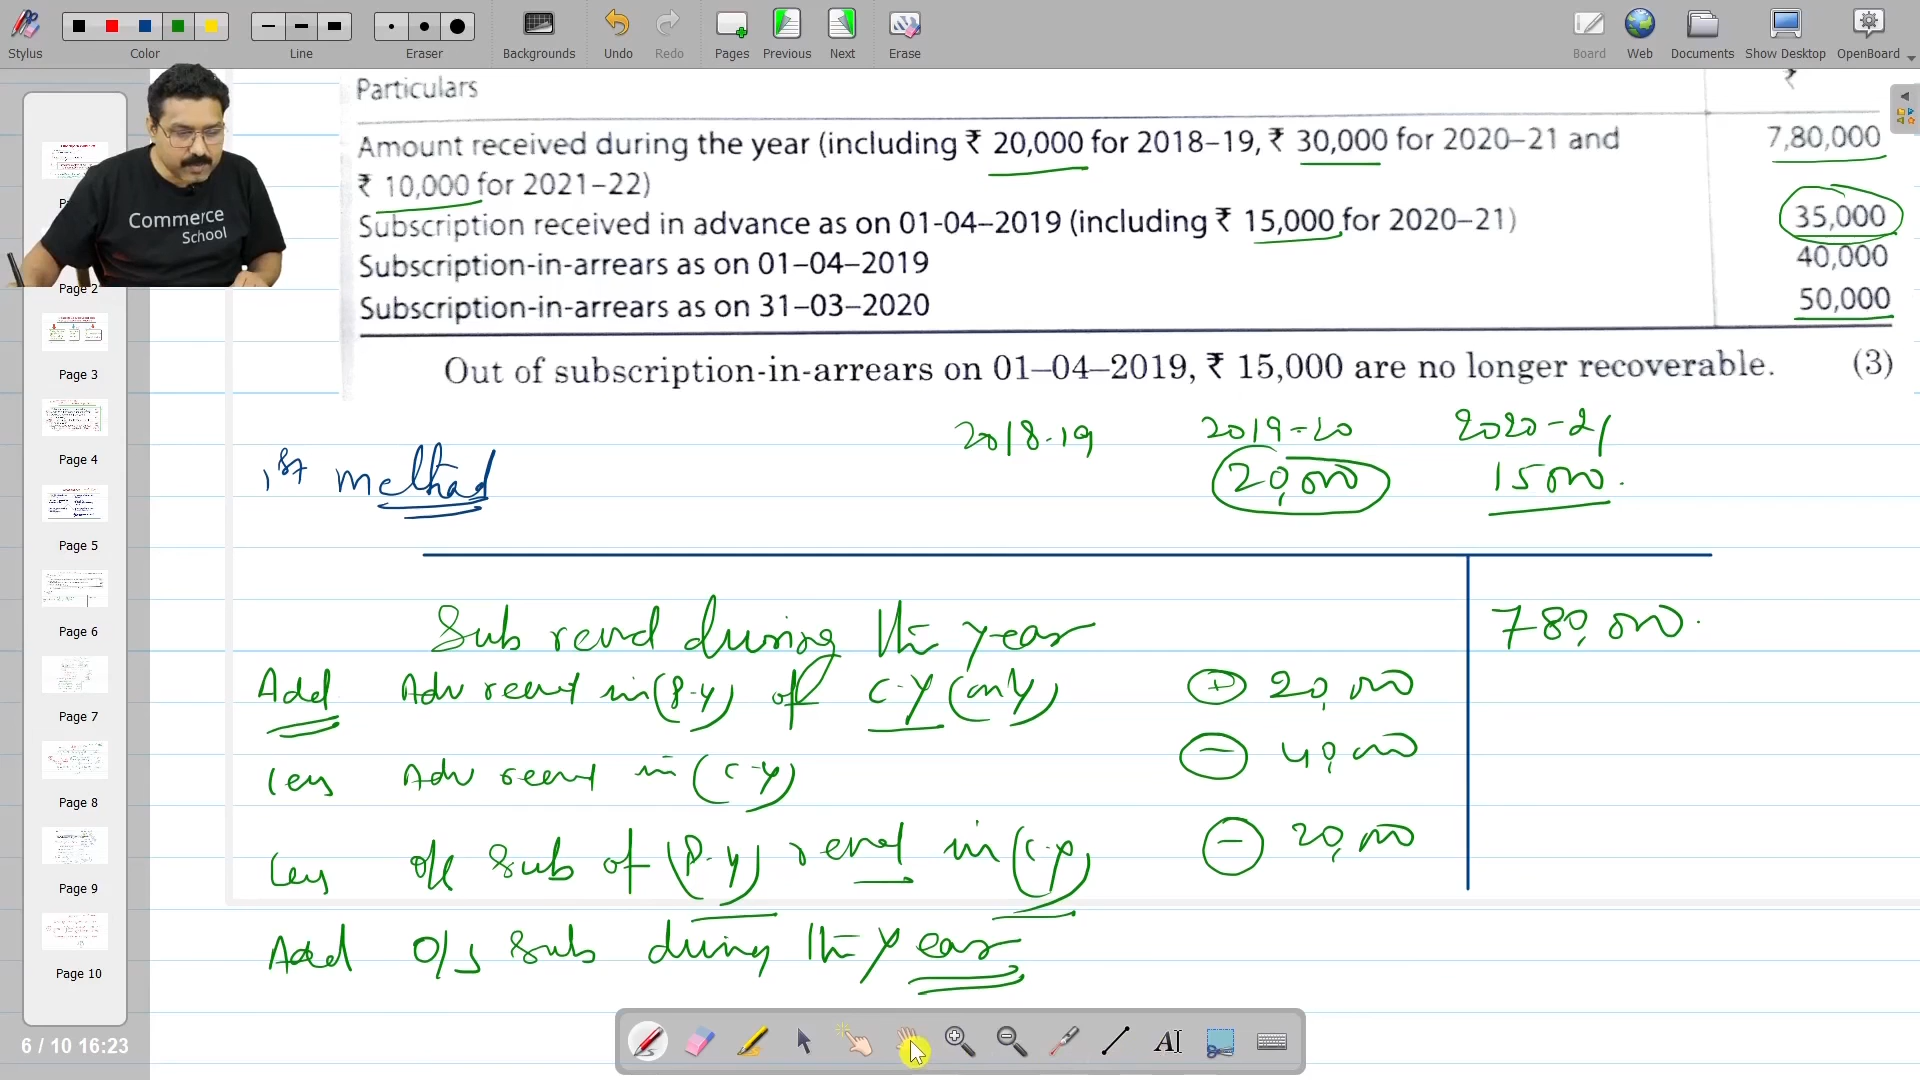 Stylus
Color
Line
Eraser
Backgrounds
Undo
Redo
Pages
Previous
Next
Erase
Board
Web
Documents
Show Desktop
OpenBoard
Commerce
School
Particulars ₹
Amount received during the year (including ₹ 20,000 for 2018–19, ₹ 30,000 for 2020–21 and 7,80,000
₹ 10,000 for 2021–22)
Subscription received in advance as on 01-04–2019 (including ₹ 15,000 for 2020–21) 35,000
Subscription-in-arrears as on 01–04–2019 40,000
Subscription-in-arrears as on 31–03–2020 50,000
Out of subscription-in-arrears on 01–04–2019, ₹ 15,000 are no longer recoverable. (3)
2018-19 2019-20 2020-21
1st method 20,000 15000.
Sub recvd during the year 780,000.
Add Adv recvd in (P.Y) of C.Y (only) + 20,000
Less Adv recvd in (C.Y) – 40,000
Less o/s Sub of (P.Y) recvd in (C.Y) – 20,000
Add O/s Sub during the year
Page 2
Page 3
Page 4
Page 5
Page 6
Page 7
Page 8
Page 9
Page 10
6 / 10 16:23